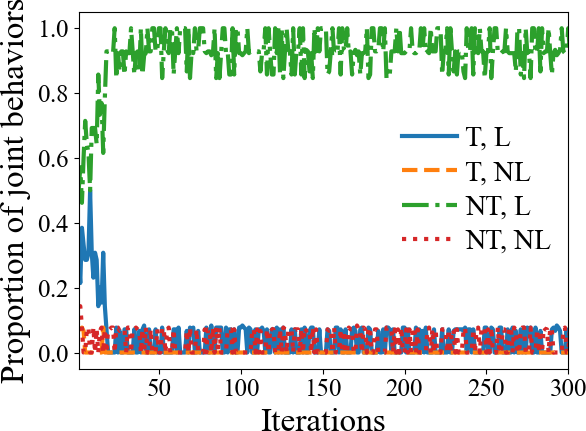 Proportion of joint behaviors
1.0
0.8
0.6
0.4
0.2
0.0
T, L
T, NL
NT, L
NT, NL
50 100 150 200 250 300
Iterations